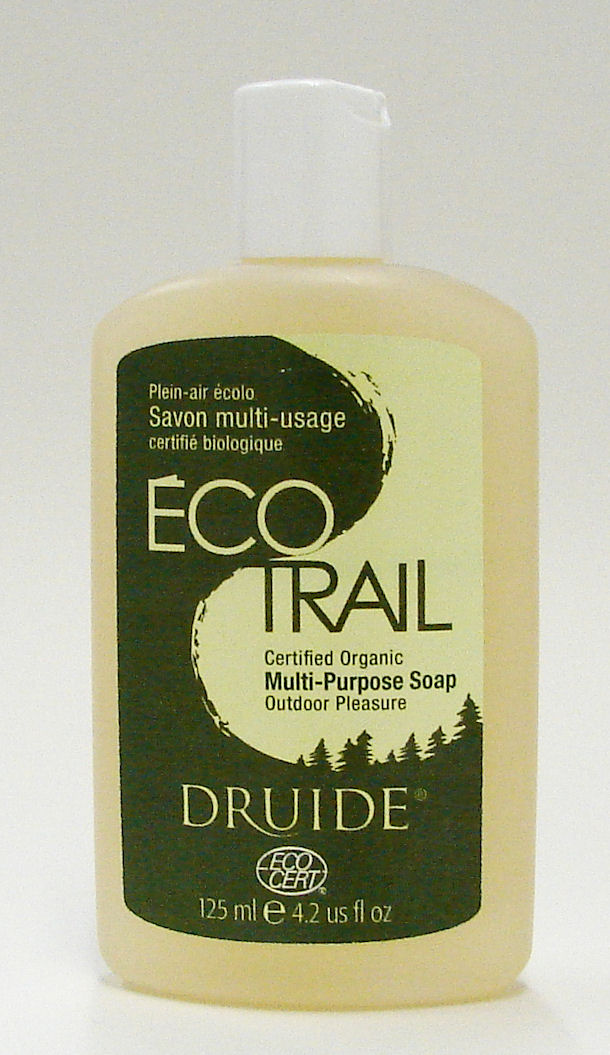 Plein-air écolo
Savon multi-usage
certifié biologique
ÉCO
TRAIL
Certified Organic
Multi-Purpose Soap
Outdoor Pleasure
DRUIDE®
ECO
CERT
125 ml ℮ 4.2 us fl oz